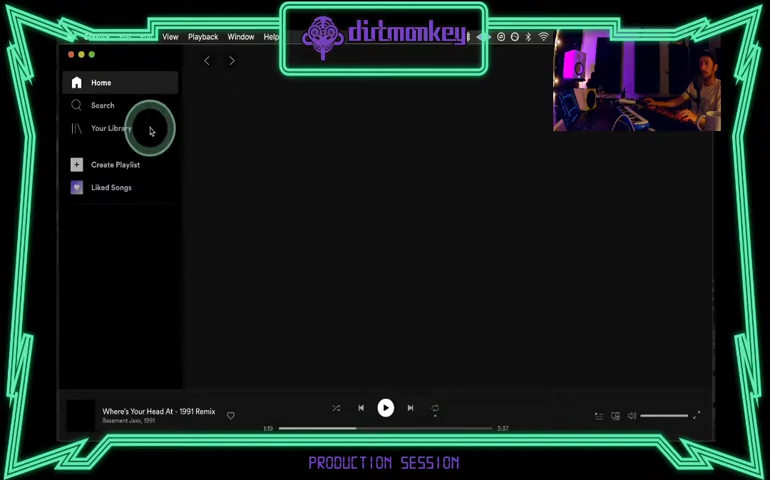 dirtmonkey
View Playback Window Help
Home
Search
Your Library
Create Playlist
Liked Songs
Where's Your Head At - 1991 Remix
Basement Jaxx, 1991
1:19
3:37
PRODUCTION SESSION